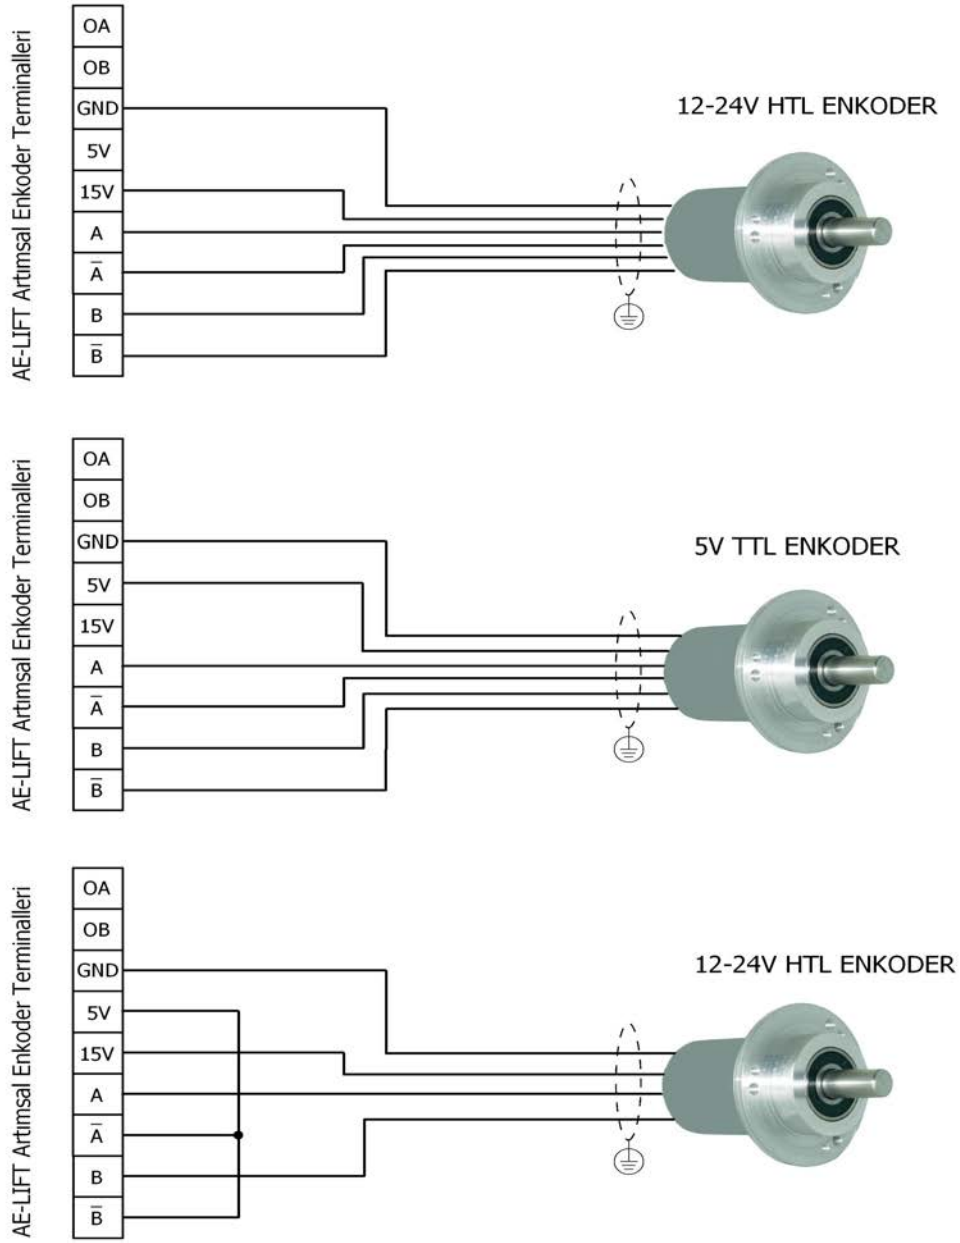 AE-LIFT Artımsal Enkoder Terminalleri
OA
OB
GND
5V
15V
A
A̅
B
B̅
12-24V HTL ENKODER
AE-LIFT Artımsal Enkoder Terminalleri
OA
OB
GND
5V
15V
A
A̅
B
B̅
5V TTL ENKODER
AE-LIFT Artımsal Enkoder Terminalleri
OA
OB
GND
5V
15V
A
A̅
B
B̅
12-24V HTL ENKODER